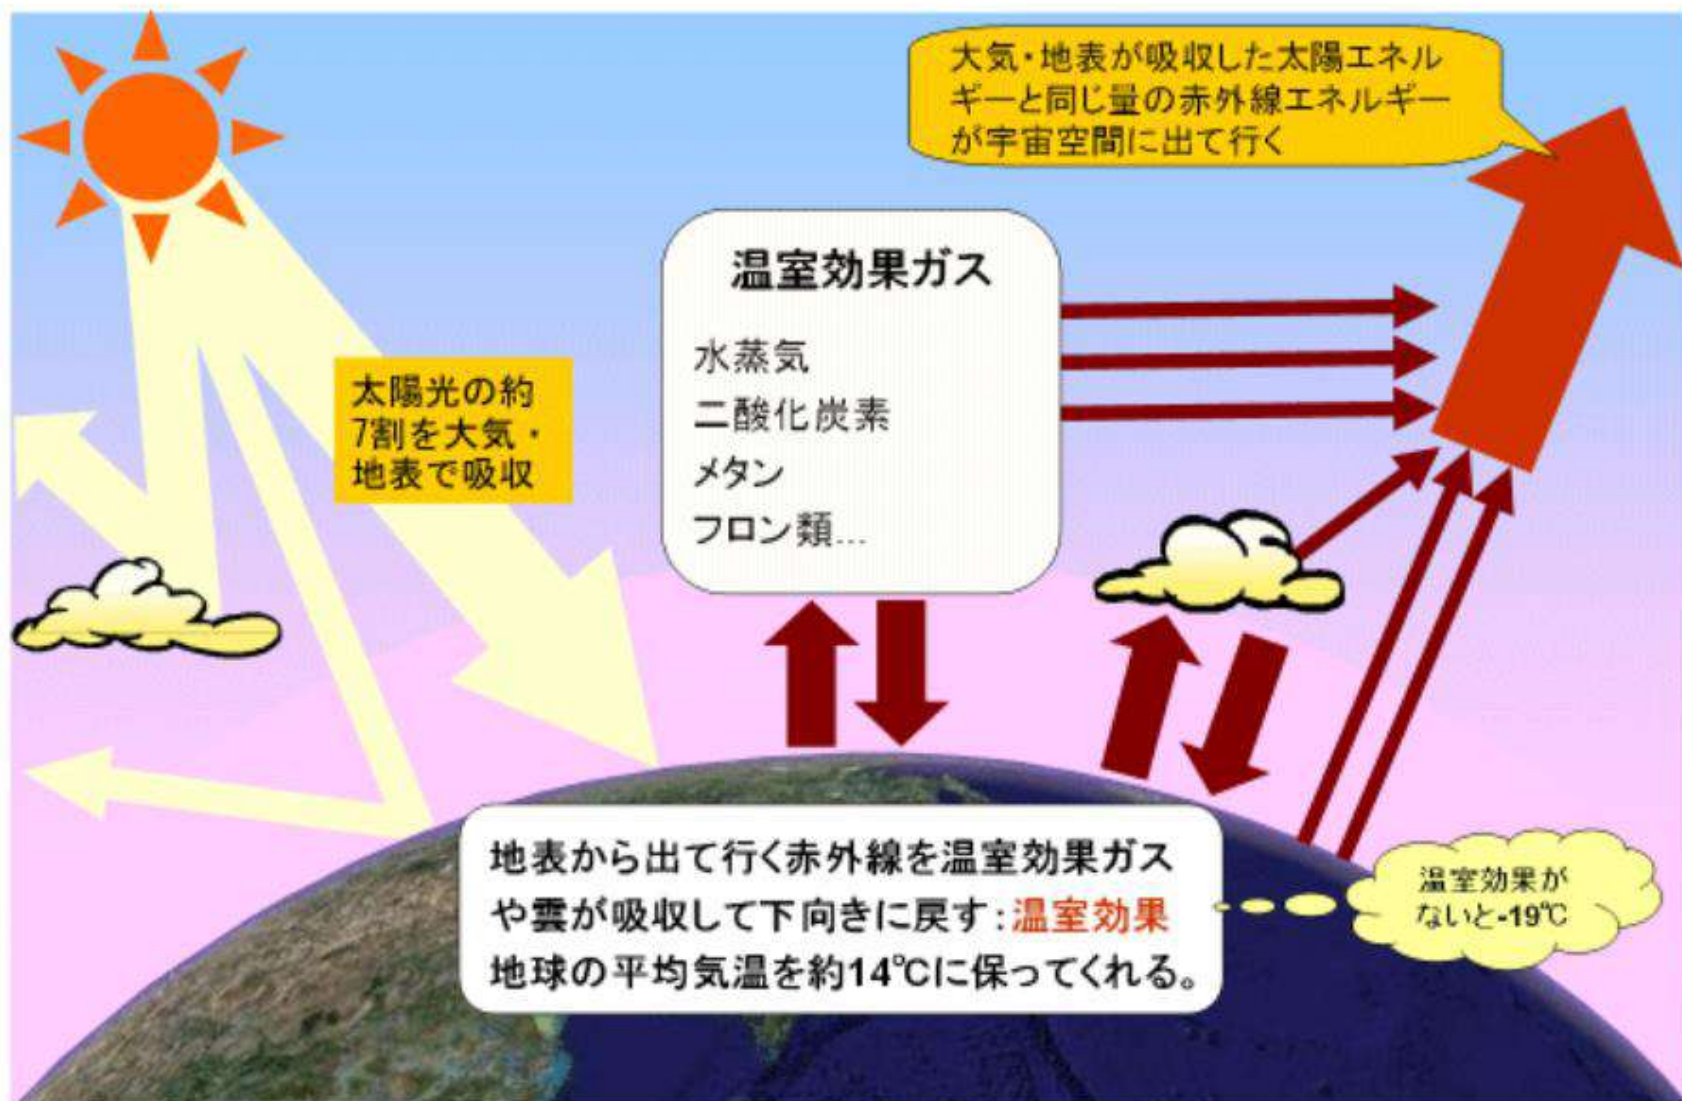 大気・地表が吸収した太陽エネル
ギーと同じ量の赤外線エネルギー
が宇宙空間に出て行く
温室効果ガス
水蒸気
二酸化炭素
メタン
フロン類…
太陽光の約
7割を大気・
地表で吸収
地表から出て行く赤外線を温室効果ガス
や雲が吸収して下向きに戻す：温室効果
地球の平均気温を約14℃に保ってくれる。
温室効果が
ないと-19℃